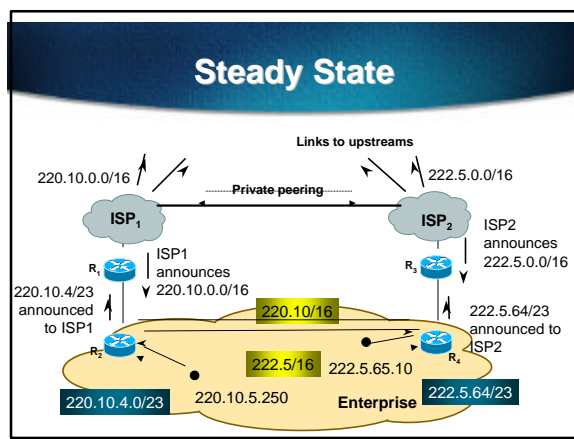 Steady State
Links to upstreams
220.10.0.0/16
222.5.0.0/16
Private peering
ISP1
ISP2
ISP1
announces
220.10.0.0/16
ISP2
announces
222.5.0.0/16
R1
R3
220.10.4/23
announced
to ISP1
220.10/16
222.5.64/23
announced to
ISP2
R2
R4
222.5/16
222.5.65.10
220.10.5.250
220.10.4.0/23
Enterprise
222.5.64/23